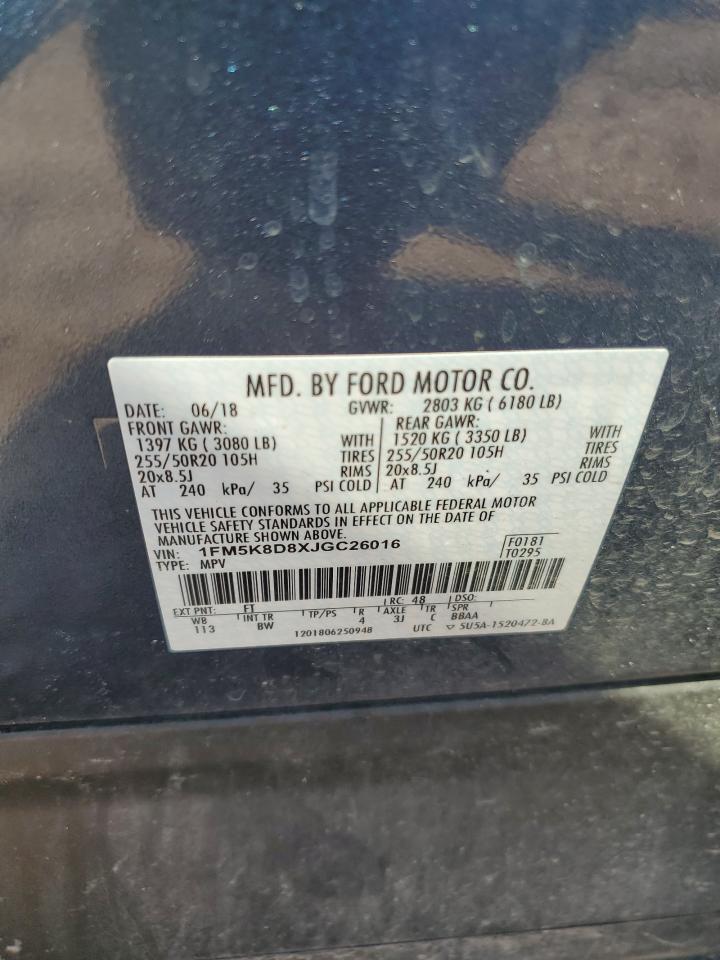 MFD. BY FORD MOTOR CO.
DATE: 06/18 GVWR: 2803 KG ( 6180 LB)
FRONT GAWR: REAR GAWR:
1397 KG ( 3080 LB) WITH 1520 KG ( 3350 LB) WITH
255/50R20 105H TIRES 255/50R20 105H TIRES
20x8.5J RIMS 20x8.5J RIMS
AT 240 kPa/ 35 PSI COLD AT 240 kPa/ 35 PSI COLD
THIS VEHICLE CONFORMS TO ALL APPLICABLE FEDERAL MOTOR
VEHICLE SAFETY STANDARDS IN EFFECT ON THE DATE OF
MANUFACTURE SHOWN ABOVE.
VIN: 1FM5K8D8XJGC26016 F0181
TYPE: MPV T0295
EXT PNT: FT RC: 48 DSO:
WB INT TR TP/PS R AXLE TR SPR
113 BW 4 3J C BBAA
1201806250948 UTC ▽ 5U5A-1520472-BA